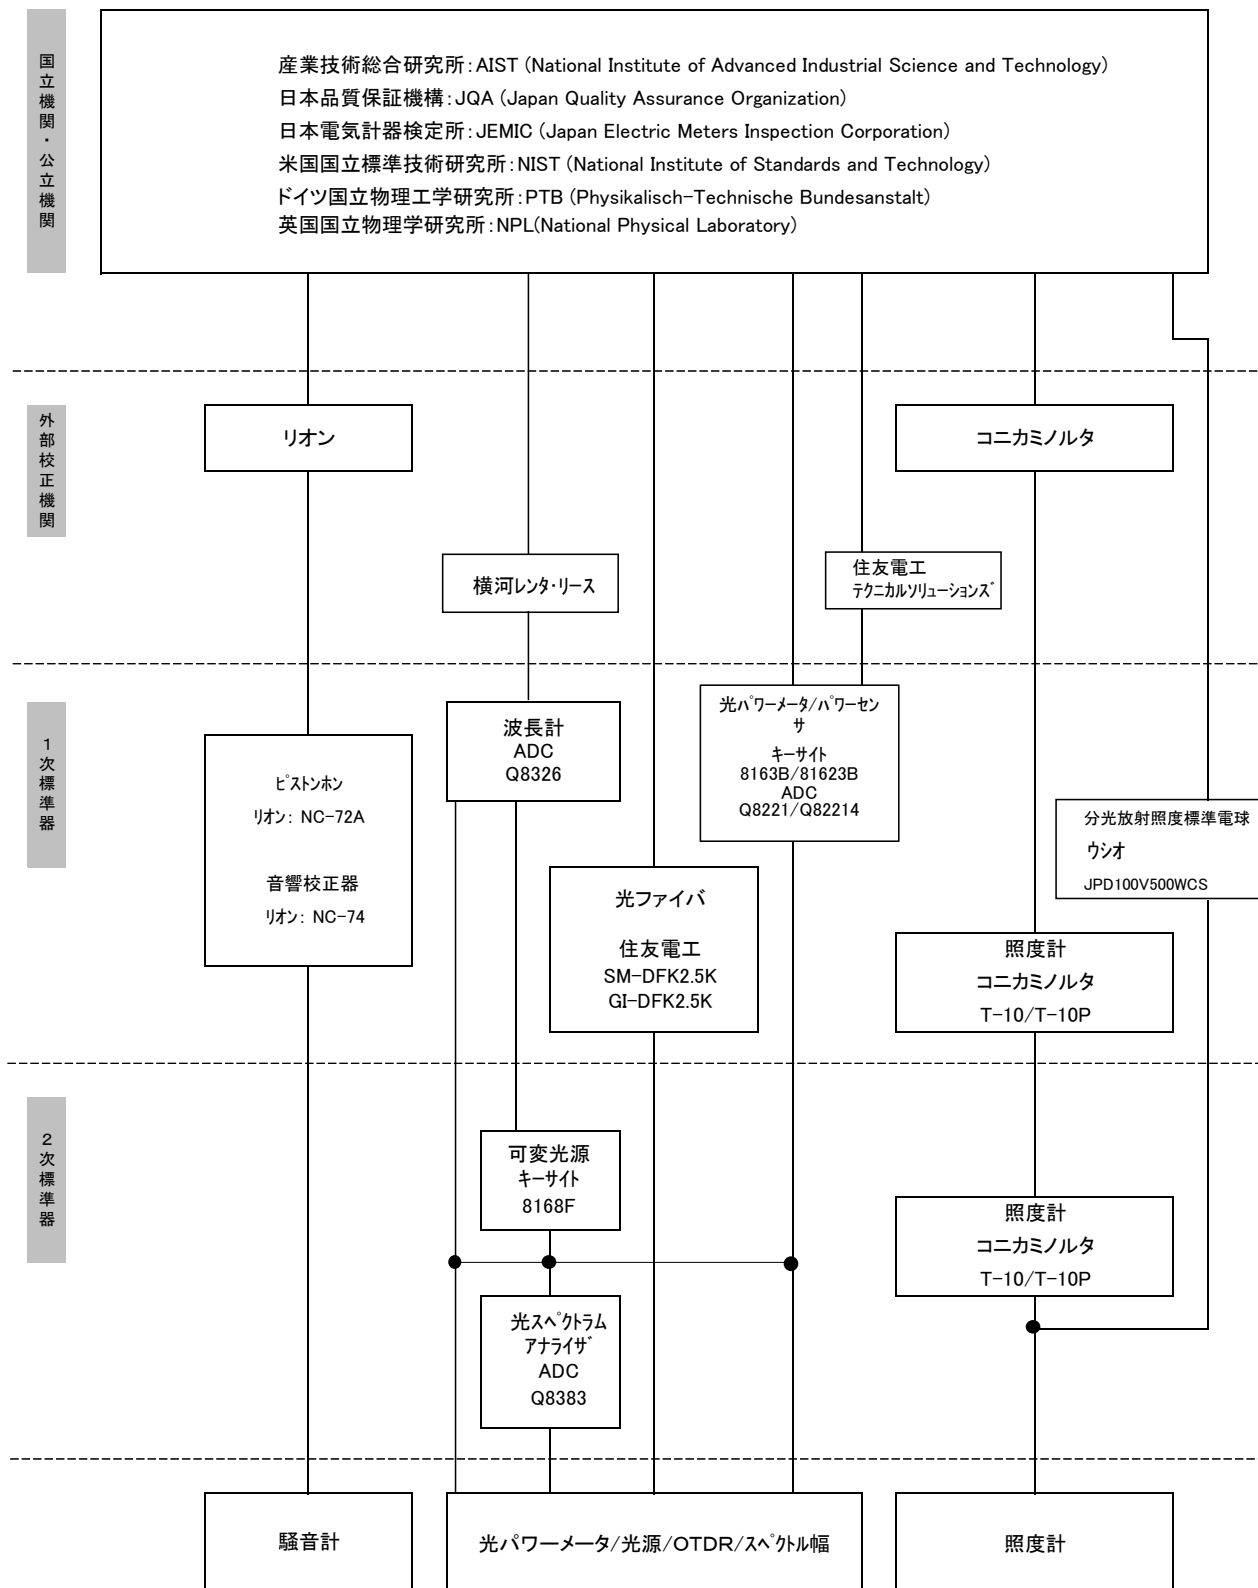 国立機関・公立機関
産業技術総合研究所：AIST (National Institute of Advanced Industrial Science and Technology)
日本品質保証機構：JQA (Japan Quality Assurance Organization)
日本電気計器検定所：JEMIC (Japan Electric Meters Inspection Corporation)
米国国立標準技術研究所：NIST (National Institute of Standards and Technology)
ドイツ国立物理工学研究所：PTB (Physikalisch-Technische Bundesanstalt)
英国国立物理学研究所：NPL(National Physical Laboratory)
外部校正機関
リオン
コニカミノルタ
横河ﾚﾝﾀ･ﾘｰｽ
住友電工
ﾃｸﾆｶﾙｿﾘｭｰｼｮﾝｽﾞ
１次標準器
ﾋﾟｽﾄﾝﾎﾝ
ﾘｵﾝ： NC-72A
音響校正器
ﾘｵﾝ： NC-74
波長計
ADC
Q8326
光ﾊﾟﾜｰﾒｰﾀ/ﾊﾟﾜｰｾﾝ
ｻ
ｷｰｻｲﾄ
8163B/81623B
ADC
Q8221/Q82214
光ファイバ
住友電工
SM-DFK2.5K
GI-DFK2.5K
分光放射照度標準電球
ウシオ
JPD100V500WCS
照度計
コニカミノルタ
T-10/T-10P
２次標準器
可変光源
ｷｰｻｲﾄ
8168F
光ｽﾍﾟｸﾄﾗﾑ
ｱﾅﾗｲｻﾞ
ADC
Q8383
照度計
コニカミノルタ
T-10/T-10P
騒音計
光パワーメータ/光源/OTDR/ｽﾍﾟｸﾄﾙ幅
照度計